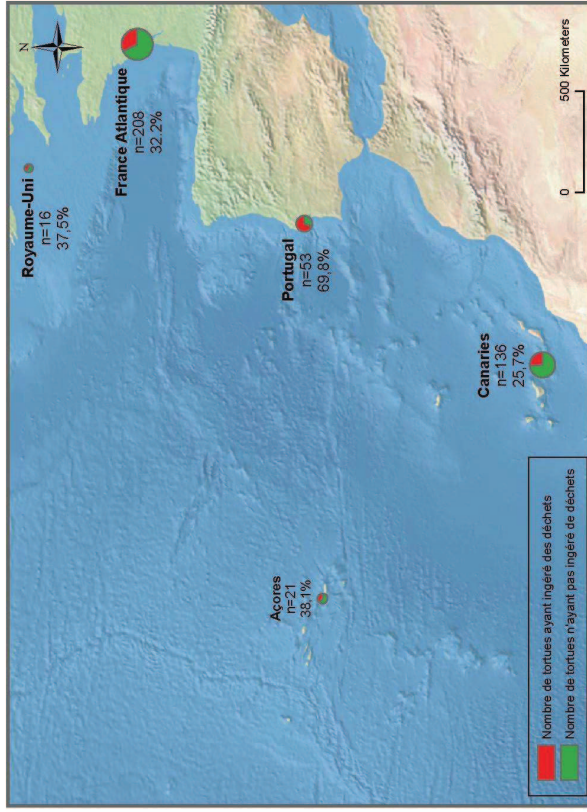 N
Royaume-Uni
n=16
37,5%
France Atlantique
n=208
32.2%
Portugal
n=53
69,8%
Açores
n=21
38,1%
Canaries
n=136
25,7%
Nombre de tortues ayant ingéré des déchets
Nombre de tortues n'ayant pas ingéré de déchets
0 500 Kilometers